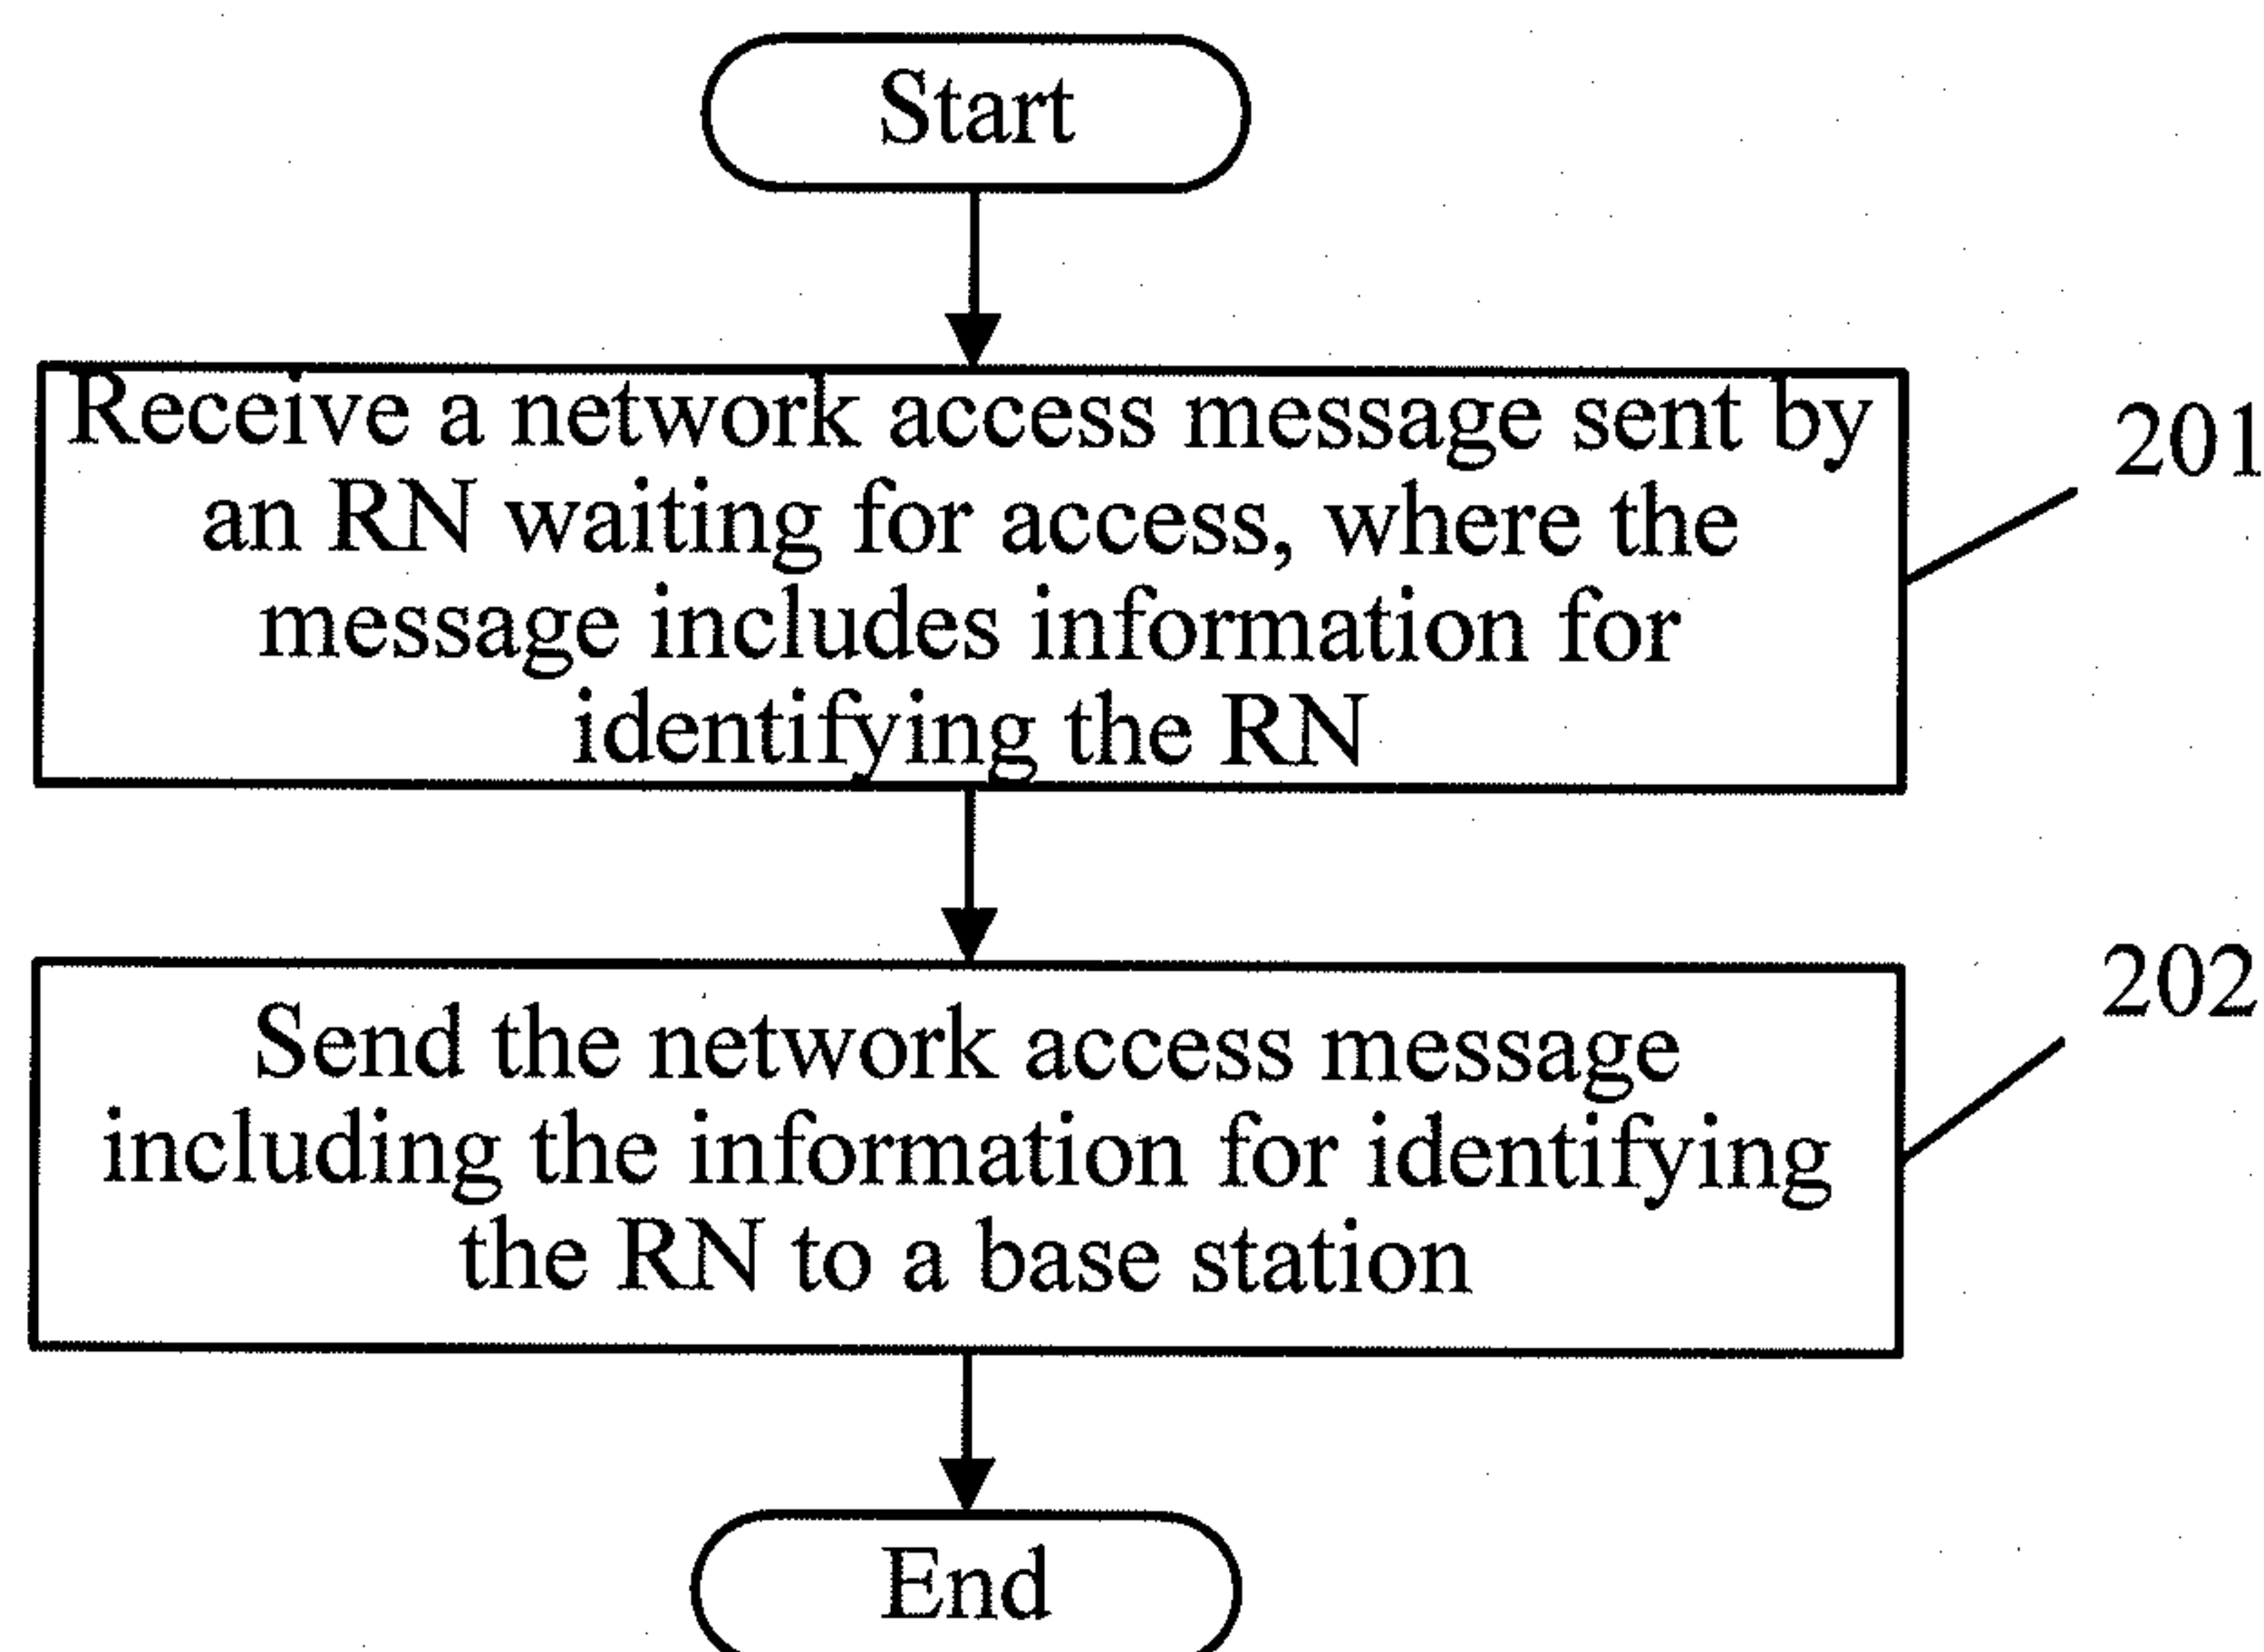 Start
Receive a network access message sent by
an RN waiting for access, where the
message includes information for
identifying the RN
201
Send the network access message
including the information for identifying
the RN to a base station
202
End